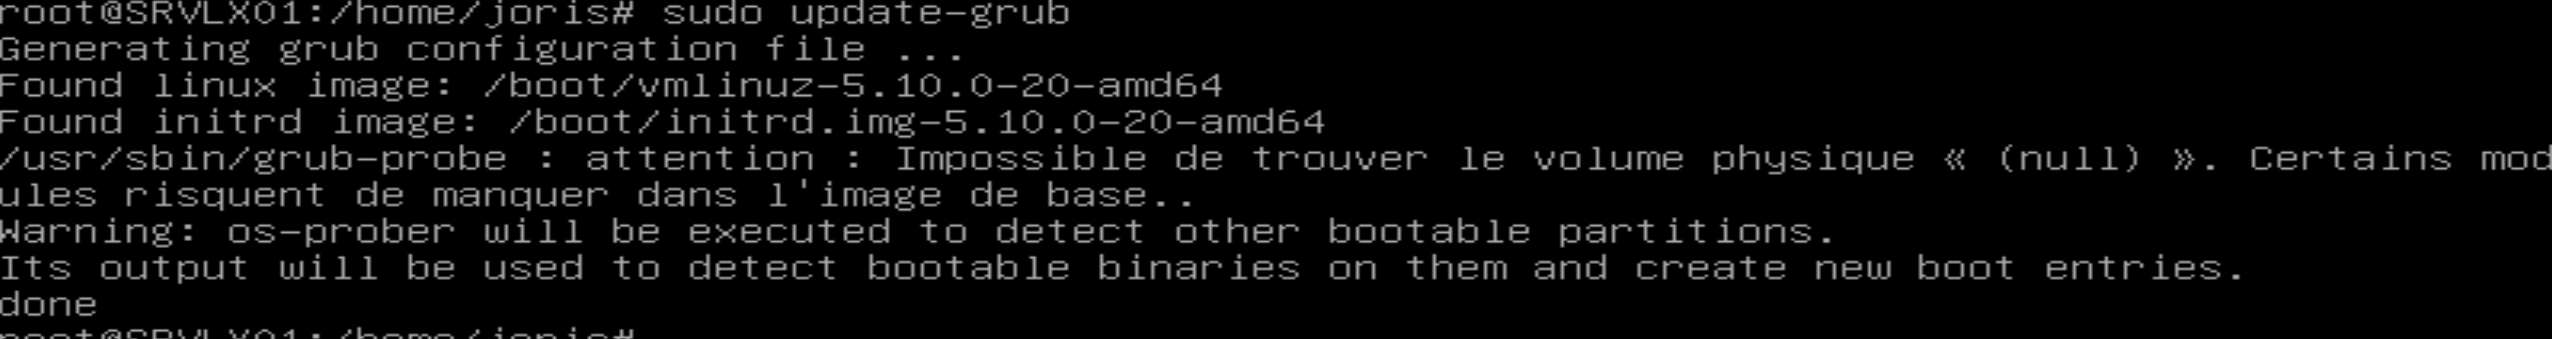 root@SRVLX01:/home/joris# sudo update-grub
Generating grub configuration file ...
Found linux image: /boot/vmlinuz-5.10.0-20-amd64
Found initrd image: /boot/initrd.img-5.10.0-20-amd64
/usr/sbin/grub-probe : attention : Impossible de trouver le volume physique « (null) ». Certains mod
ules risquent de manquer dans l'image de base..
Warning: os-prober will be executed to detect other bootable partitions.
Its output will be used to detect bootable binaries on them and create new boot entries.
done
root@SRVLX01:/home/joris#